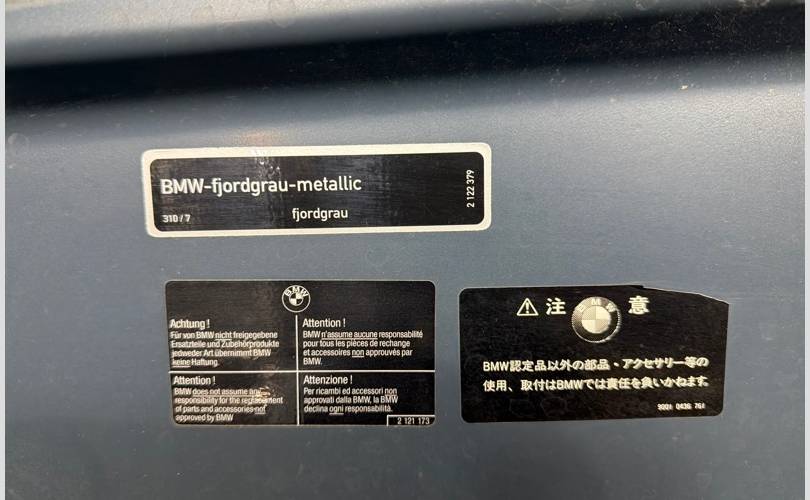 BMW-fjordgrau-metallic
310 / 7
fjordgrau
2 122 379
BMW
Achtung !
Für von BMW nicht freigegebene
Ersatzteile und Zubehörprodukte
jedweder Art übernimmt BMW
keine Haftung.
Attention !
BMW n'assume aucune responsabilité
pour tous les pièces de rechange
et accessoires non approuvés par
BMW.
Attention !
BMW does not assume any
responsibility for the replacement
of parts and accessories not
approved by BMW
Attenzione !
Per ricambi ed accessori non
approvati dalla BMW, la BMW
declina ogni responsabilità.
2 121 173
⚠ 注 意
BMW
BMW認定品以外の部品・アクセサリー等の
使用、取付はBMWでは責任を負いかねます。